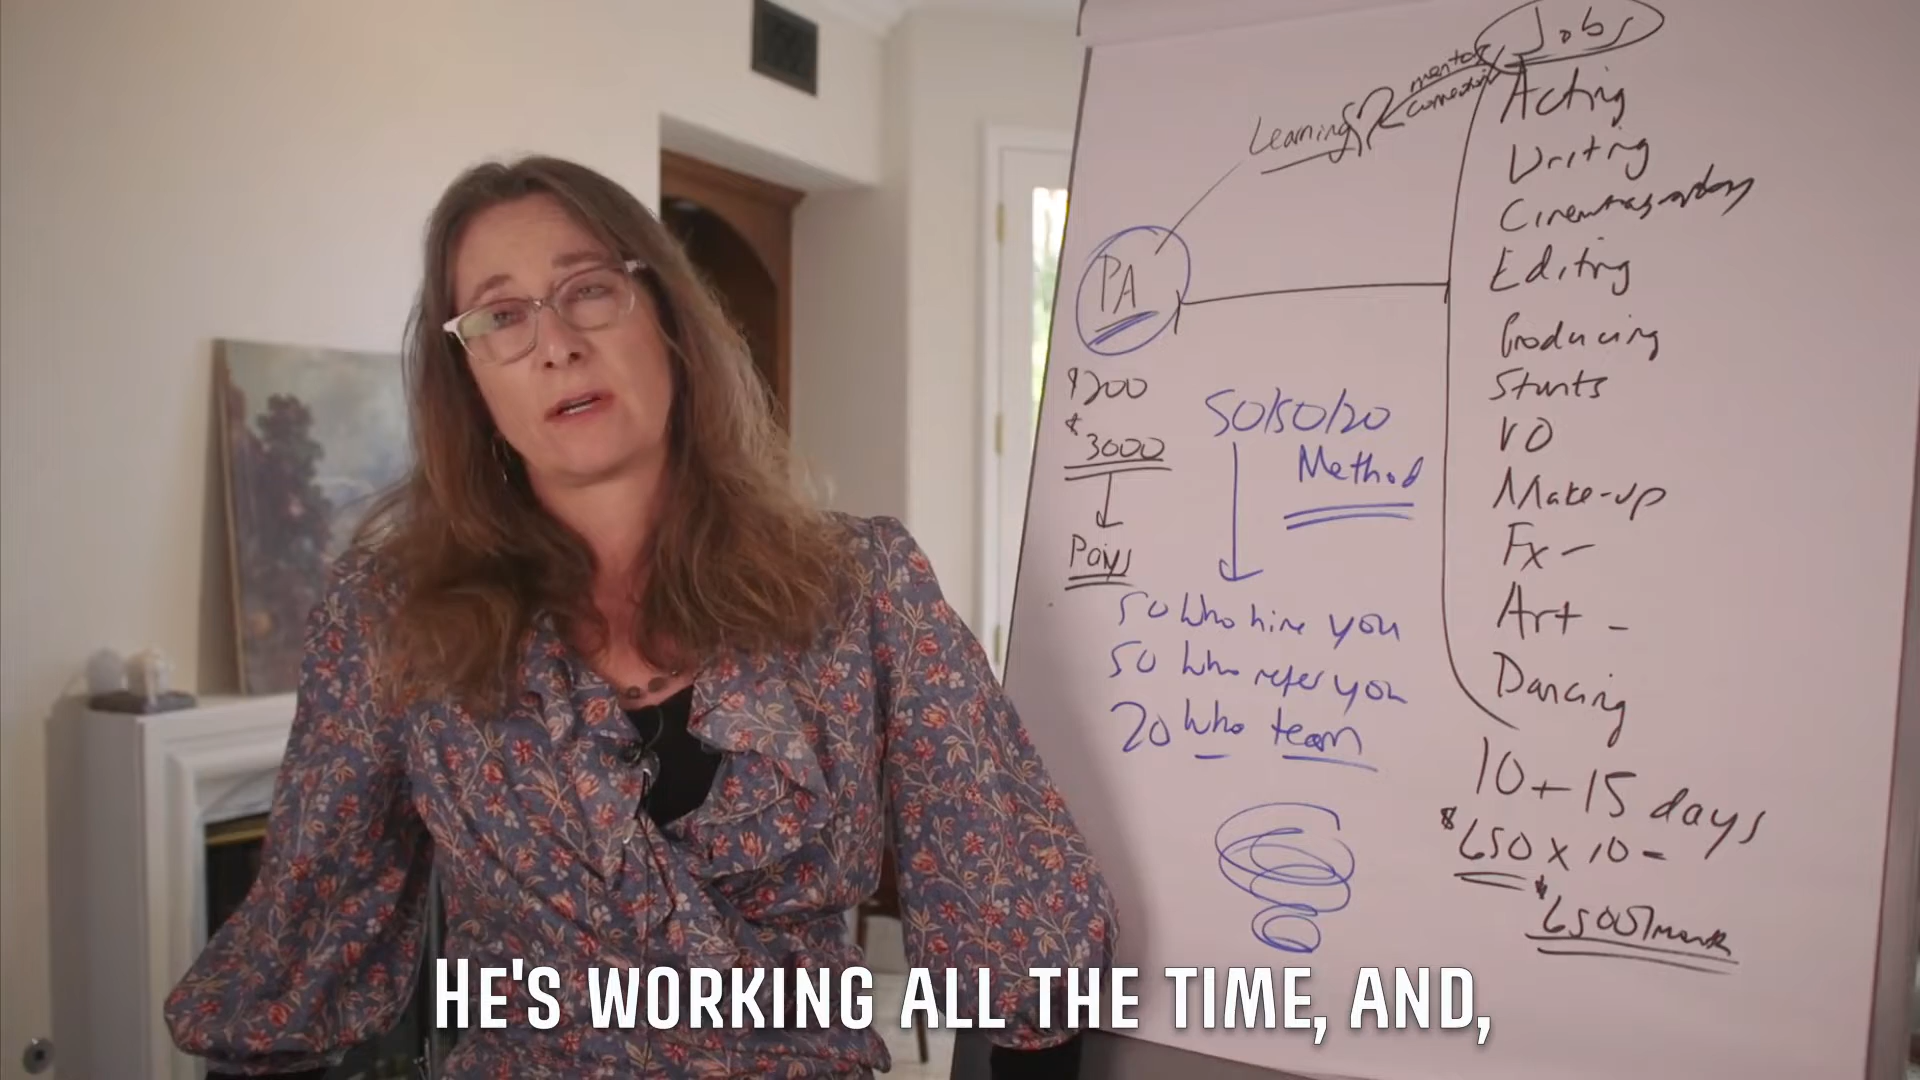 Jobs
mentor
connection
Learning
Acting
Writing
Cinematography
Editing
Producing
Stunts
VO
Make-up
Fx -
Art -
Dancing
10 + 15 days
$650 x 10 -
$6500/month
PA
$200
$3000
Pays
50/50/20
Method
50 who hire you
50 who refer you
20 who team
HE'S WORKING ALL THE TIME, AND,